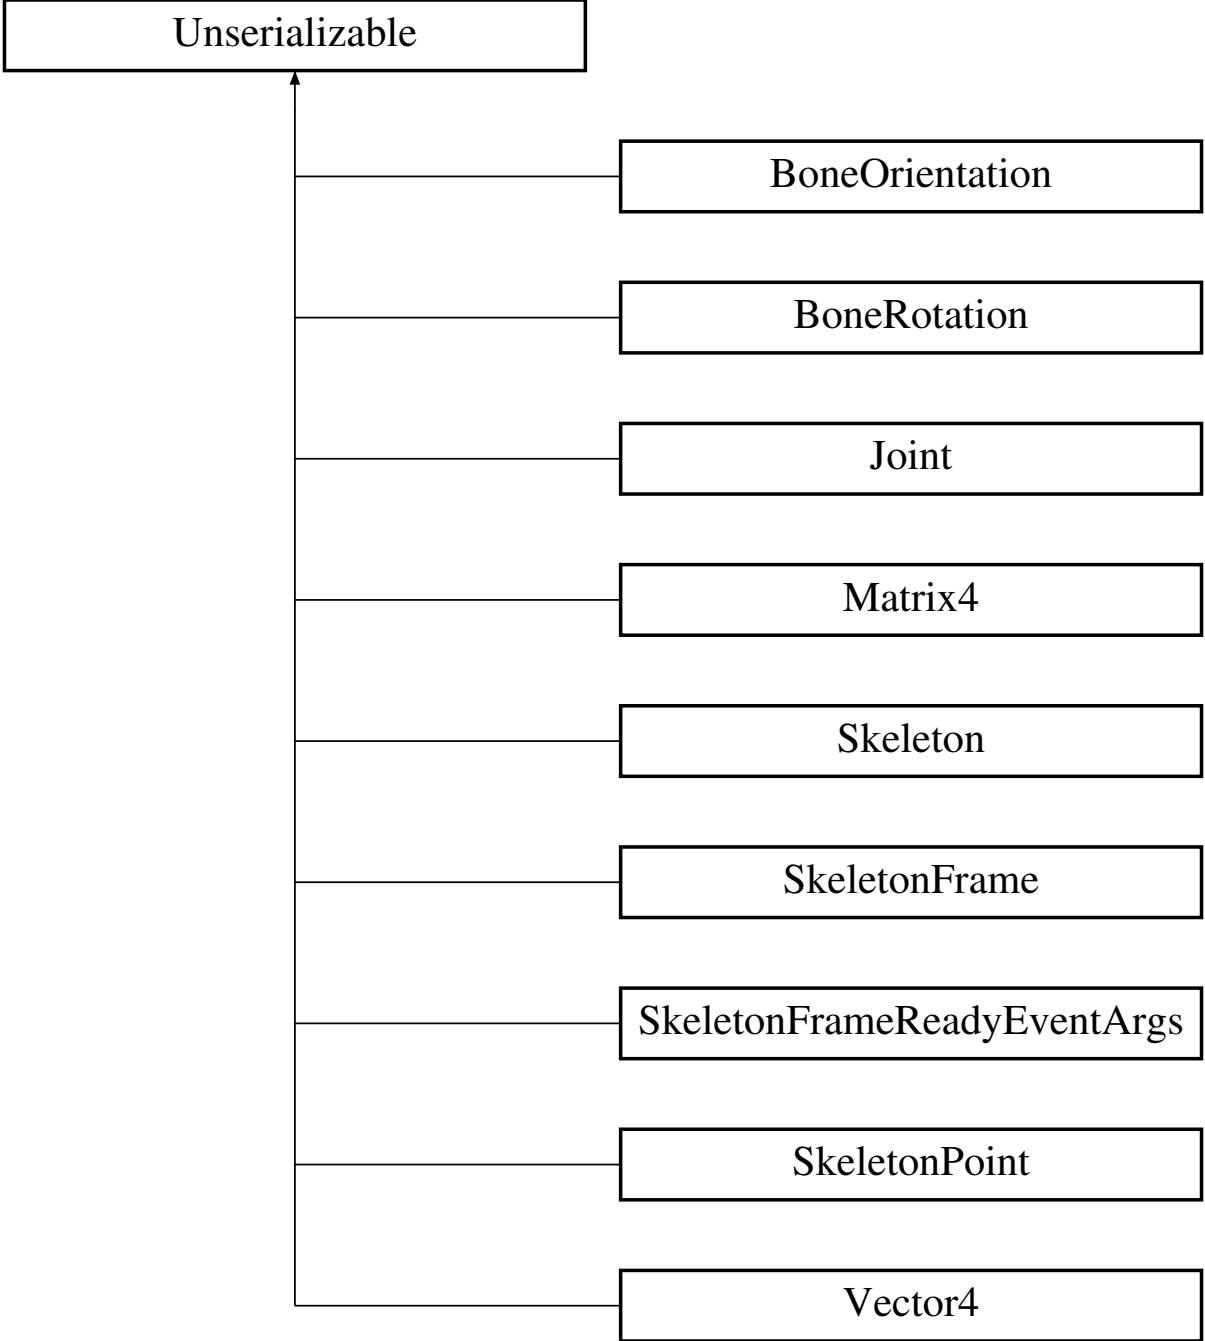 Unserializable
BoneOrientation
BoneRotation
Joint
Matrix4
Skeleton
SkeletonFrame
SkeletonFrameReadyEventArgs
SkeletonPoint
Vector4